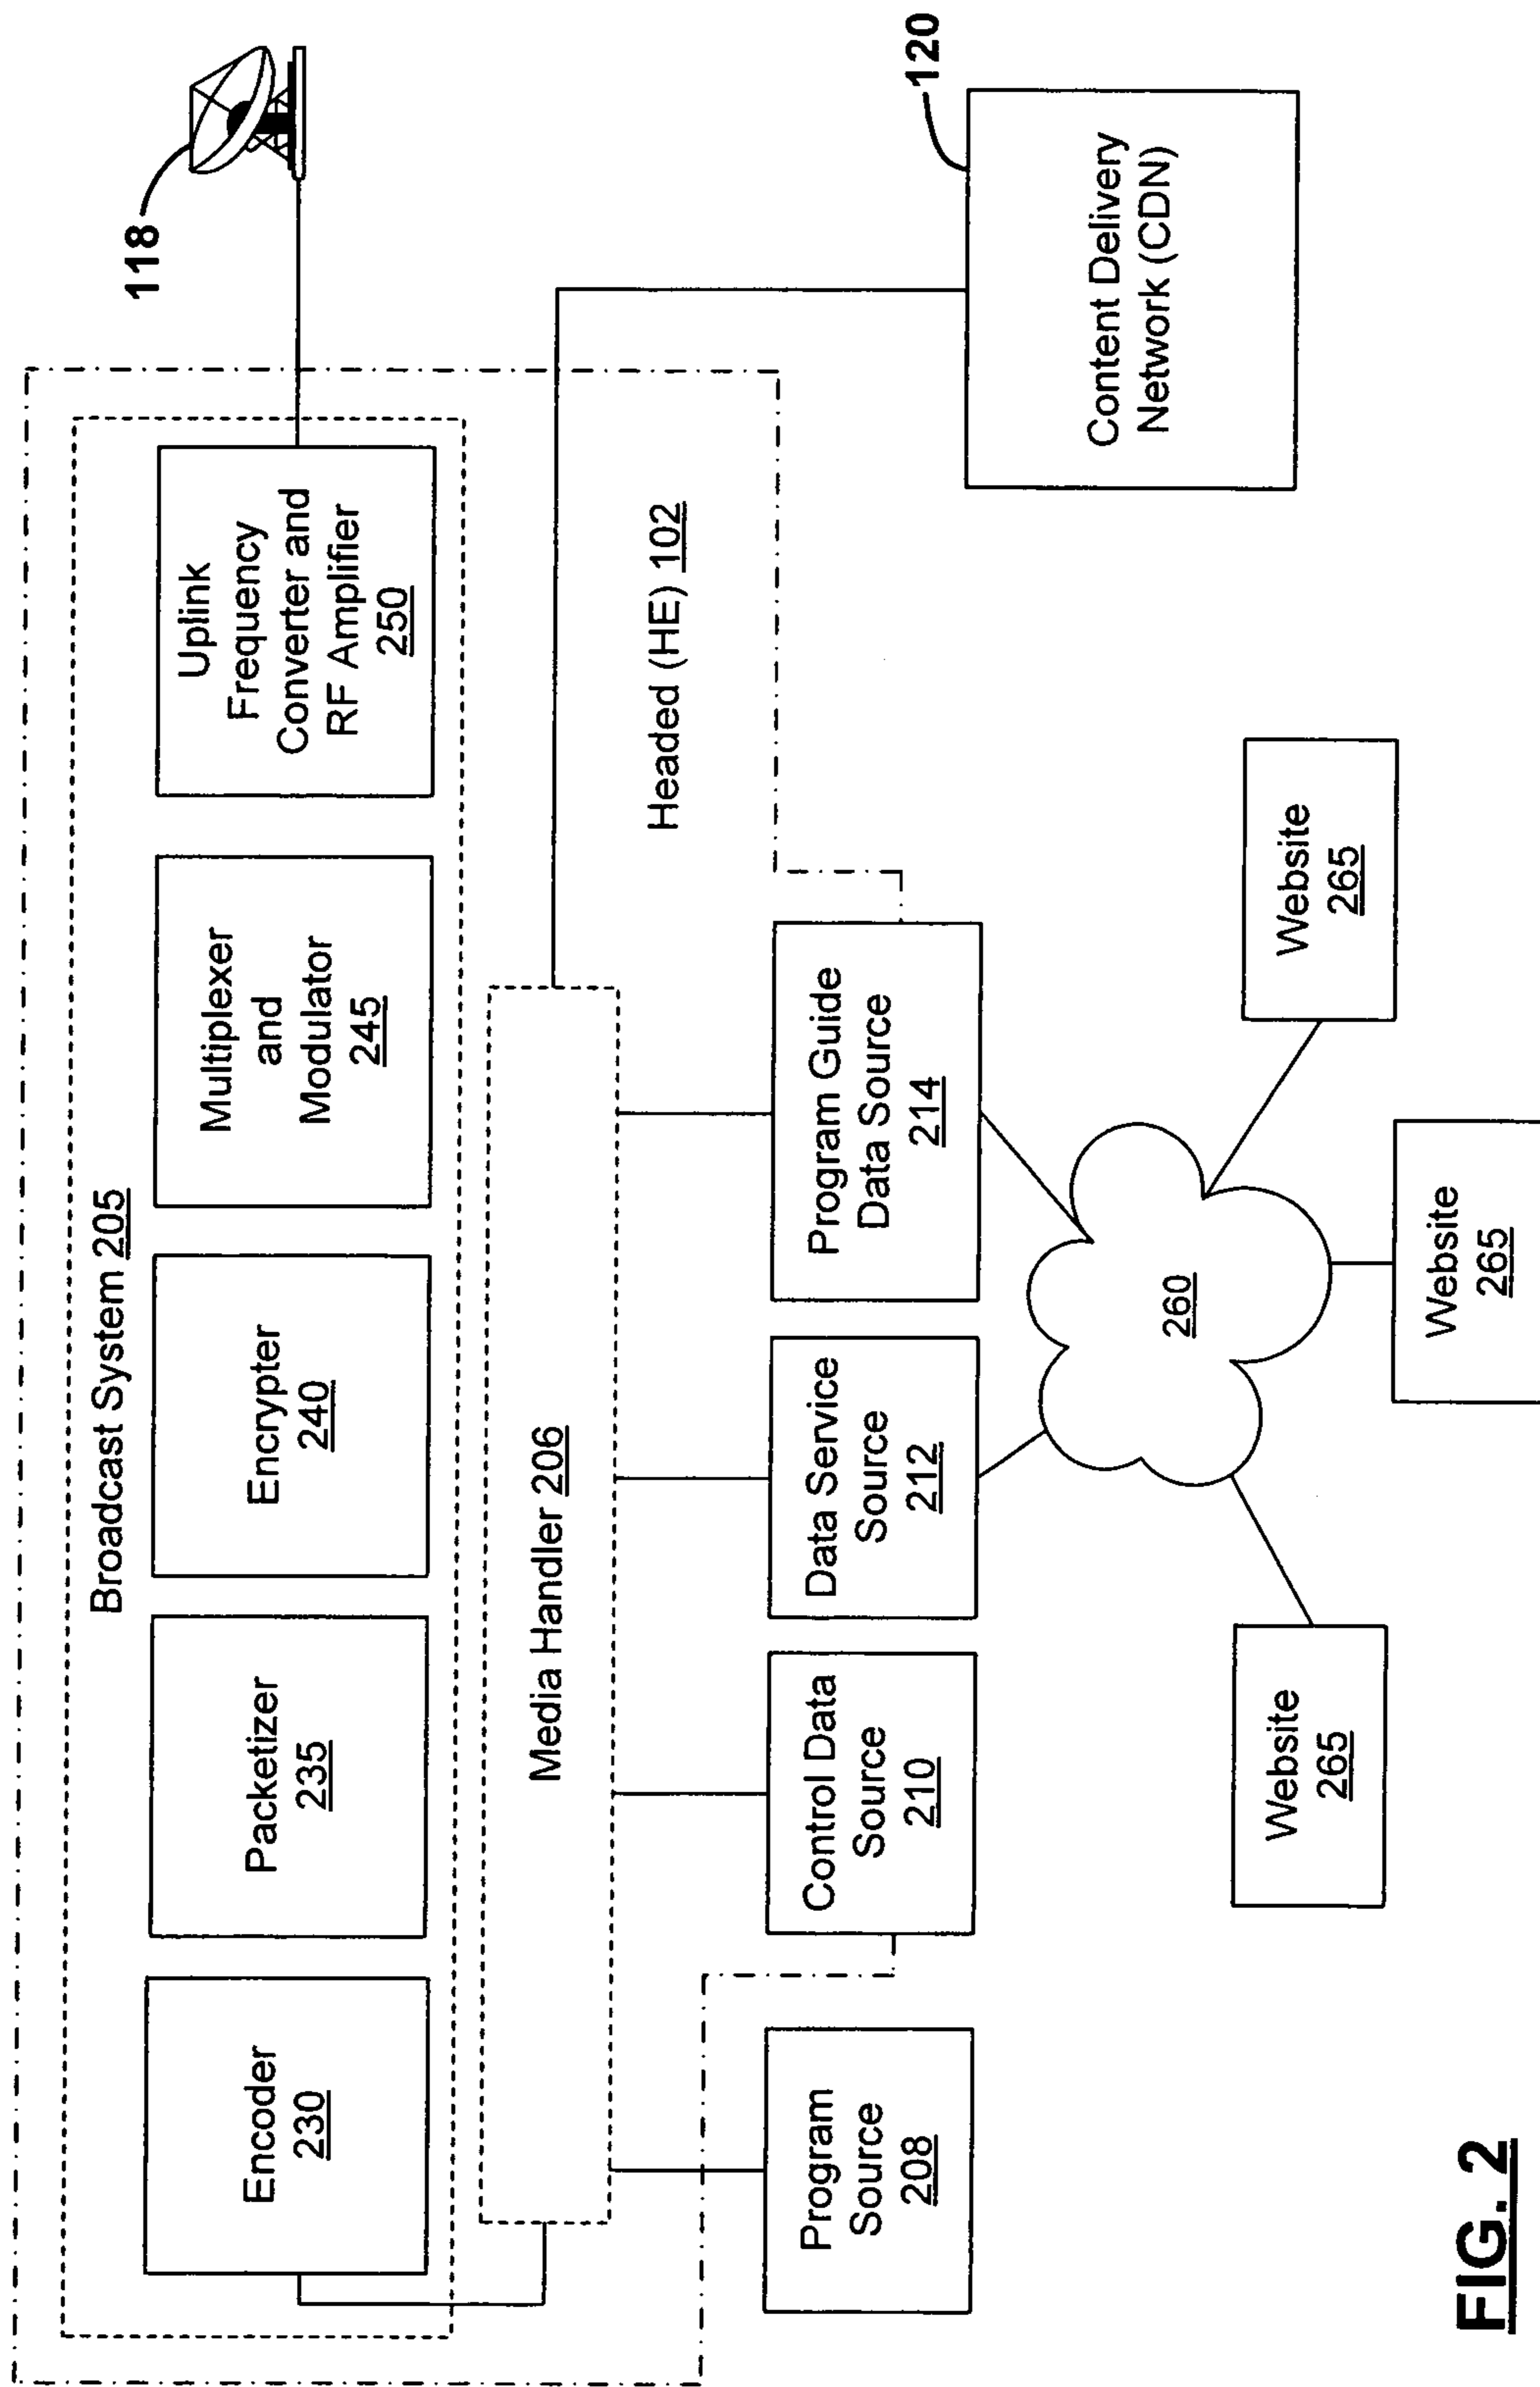 118
Broadcast System 205
Encoder
230
Packetizer
235
Encrypter
240
Multiplexer
and
Modulator
245
Uplink
Frequency
Converter and
RF Amplifier
250
Media Handler 206
Headed (HE) 102
120
Program
Source
208
Control Data
Source
210
Data Service
Source
212
Program Guide
Data Source
214
Content Delivery
Network (CDN)
260
Website
265
Website
265
Website
265
FIG. 2